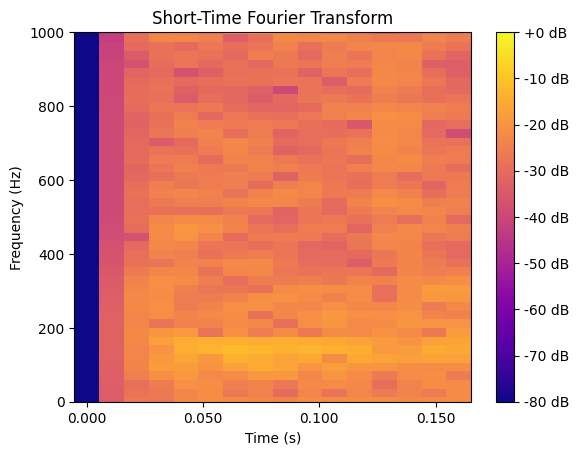 Short-Time Fourier Transform
Frequency (Hz)
1000
800
600
400
200
0
0.000
0.050
0.100
0.150
Time (s)
+0 dB
-10 dB
-20 dB
-30 dB
-40 dB
-50 dB
-60 dB
-70 dB
-80 dB